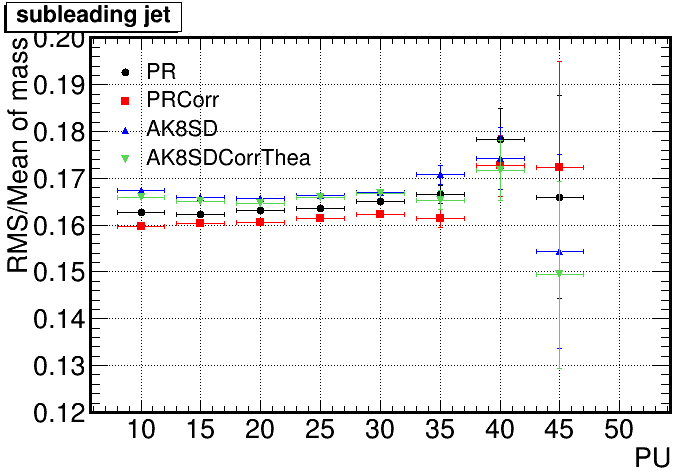 subleading jet
RMS/Mean of mass
0.20
0.19
0.18
0.17
0.16
0.15
0.14
0.13
0.12
PR
PRCorr
AK8SD
AK8SDCorrThea
10 15 20 25 30 35 40 45 50
PU